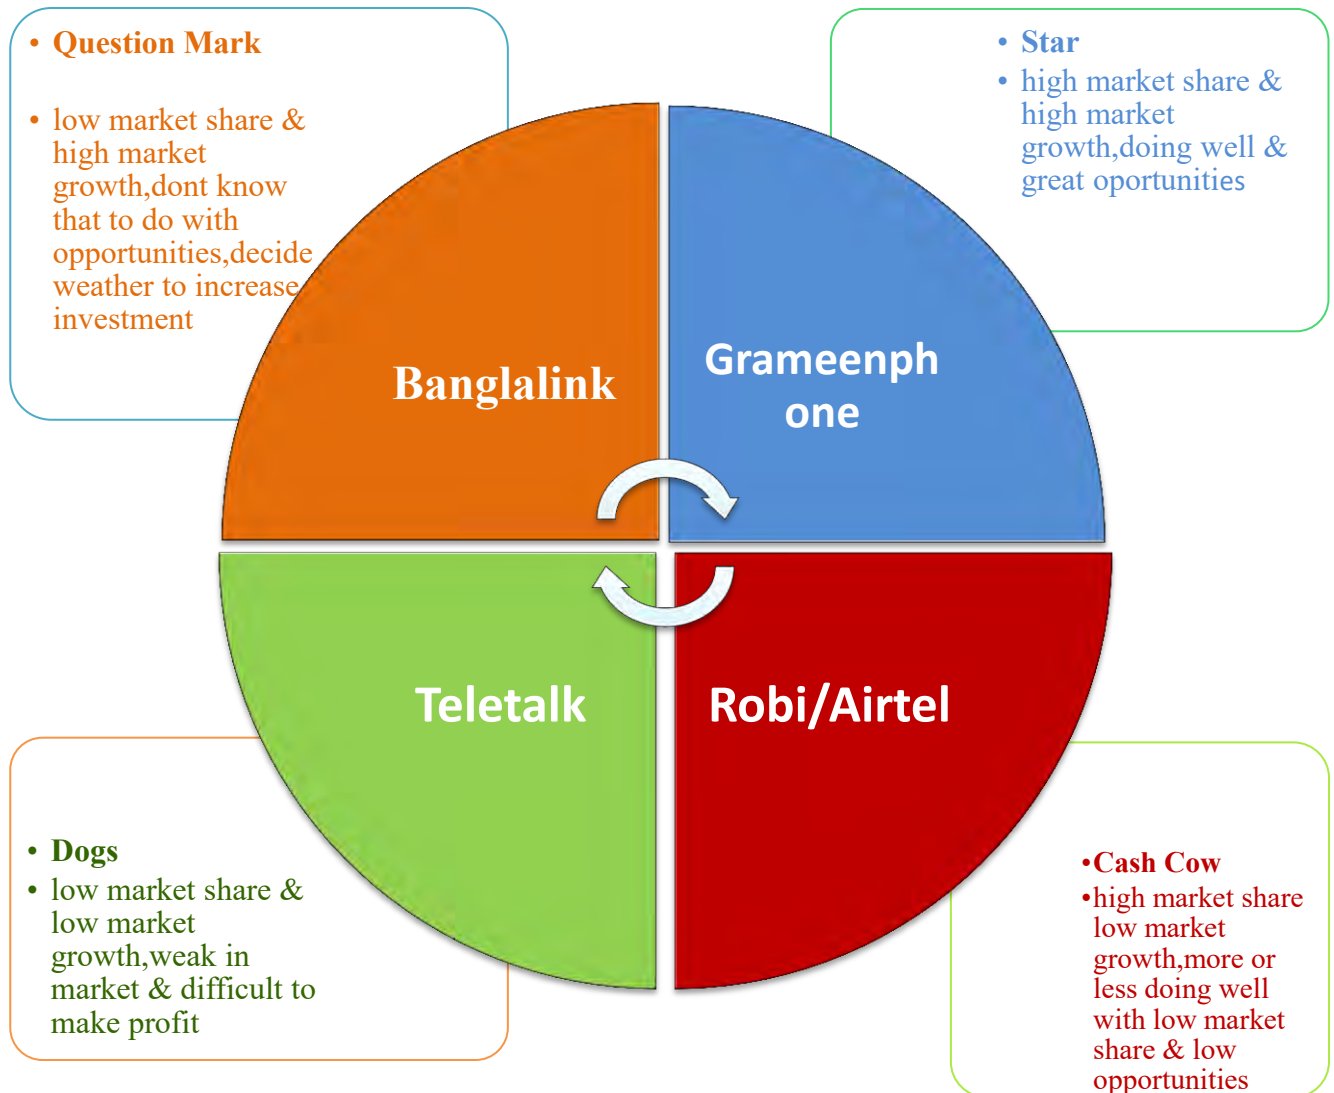 • Question Mark
• low market share &
high market
growth,dont know
that to do with
opportunities,decide
weather to increase
investment
• Star
• high market share &
high market
growth,doing well &
great oportunities
Banglalink
Grameenph
one
Teletalk
Robi/Airtel
• Dogs
• low market share &
low market
growth,weak in
market & difficult to
make profit
•Cash Cow
•high market share
low market
growth,more or
less doing well
with low market
share & low
opportunities